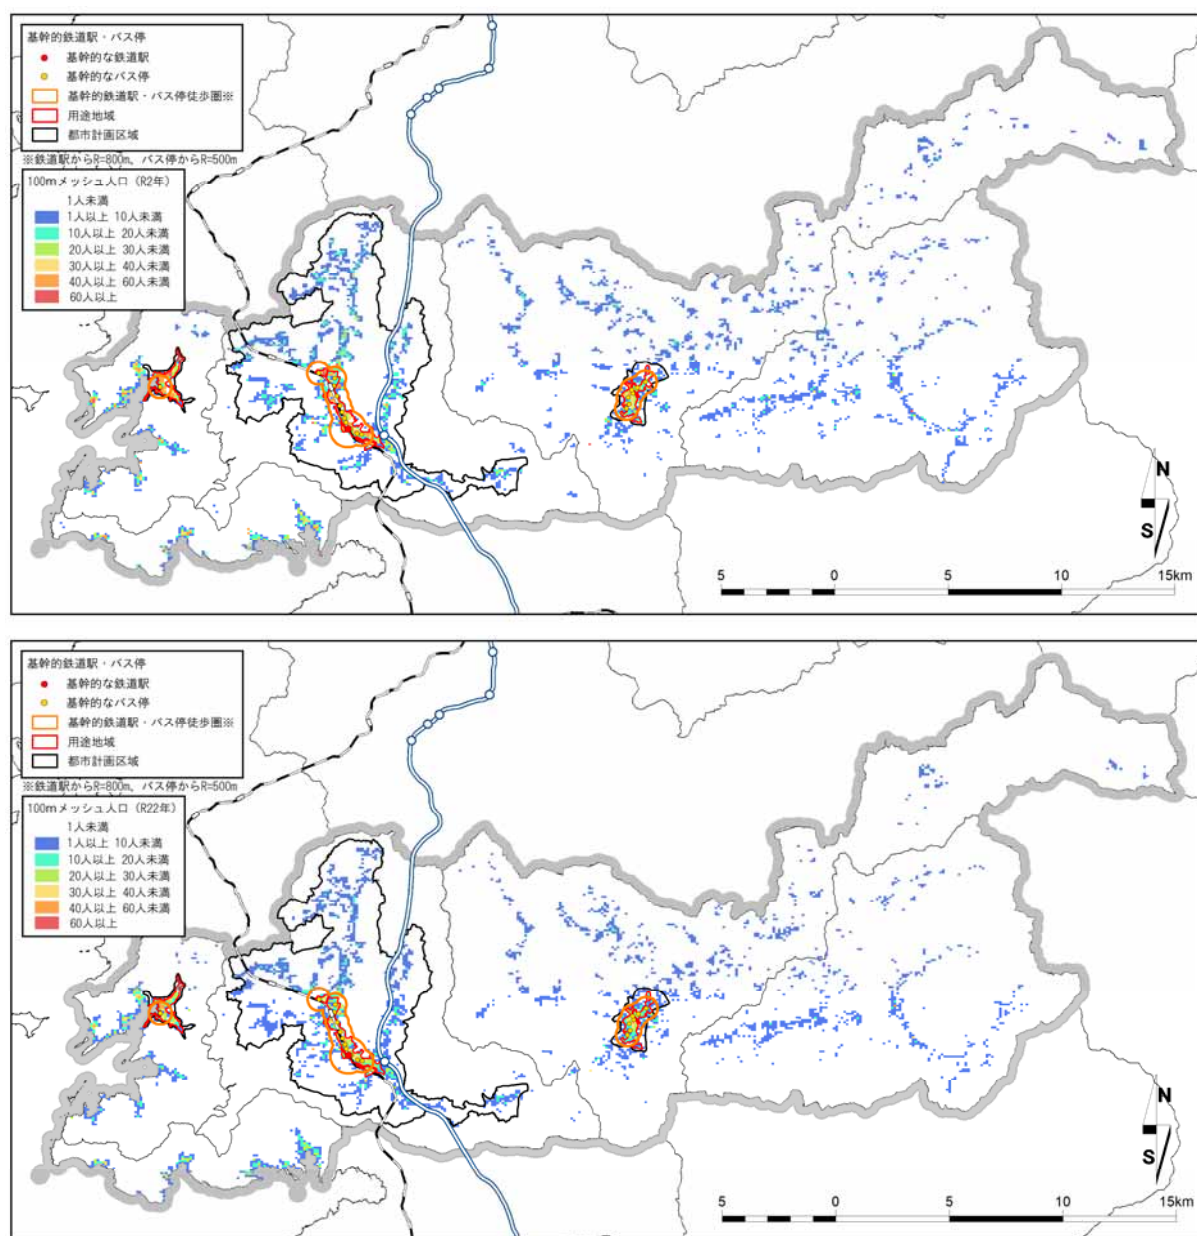 基幹的鉄道駅・バス停
基幹的な鉄道駅
基幹的なバス停
基幹的鉄道駅・バス停徒歩圏※
用途地域
都市計画区域
※鉄道駅からR=800m、バス停からR=500m
100mメッシュ人口（R2年）
1人未満
1人以上 10人未満
10人以上 20人未満
20人以上 30人未満
30人以上 40人未満
40人以上 60人未満
60人以上
N
S
5 0 5 10 15km
基幹的鉄道駅・バス停
基幹的な鉄道駅
基幹的なバス停
基幹的鉄道駅・バス停徒歩圏※
用途地域
都市計画区域
※鉄道駅からR=800m、バス停からR=500m
100mメッシュ人口（R22年）
1人未満
1人以上 10人未満
10人以上 20人未満
20人以上 30人未満
30人以上 40人未満
40人以上 60人未満
60人以上
N
S
5 0 5 10 15km